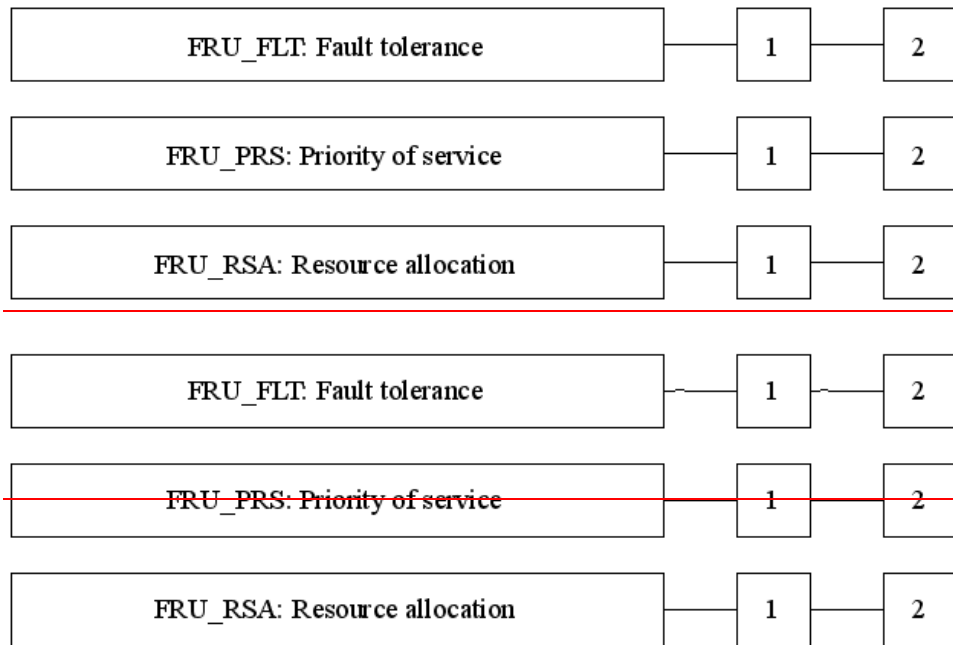 FRU_FLT: Fault tolerance 1 2
FRU_PRS: Priority of service 1 2
FRU_RSA: Resource allocation 1 2
FRU_FLT: Fault tolerance 1 2
FRU_PRS: Priority of service 1 2
FRU_RSA: Resource allocation 1 2